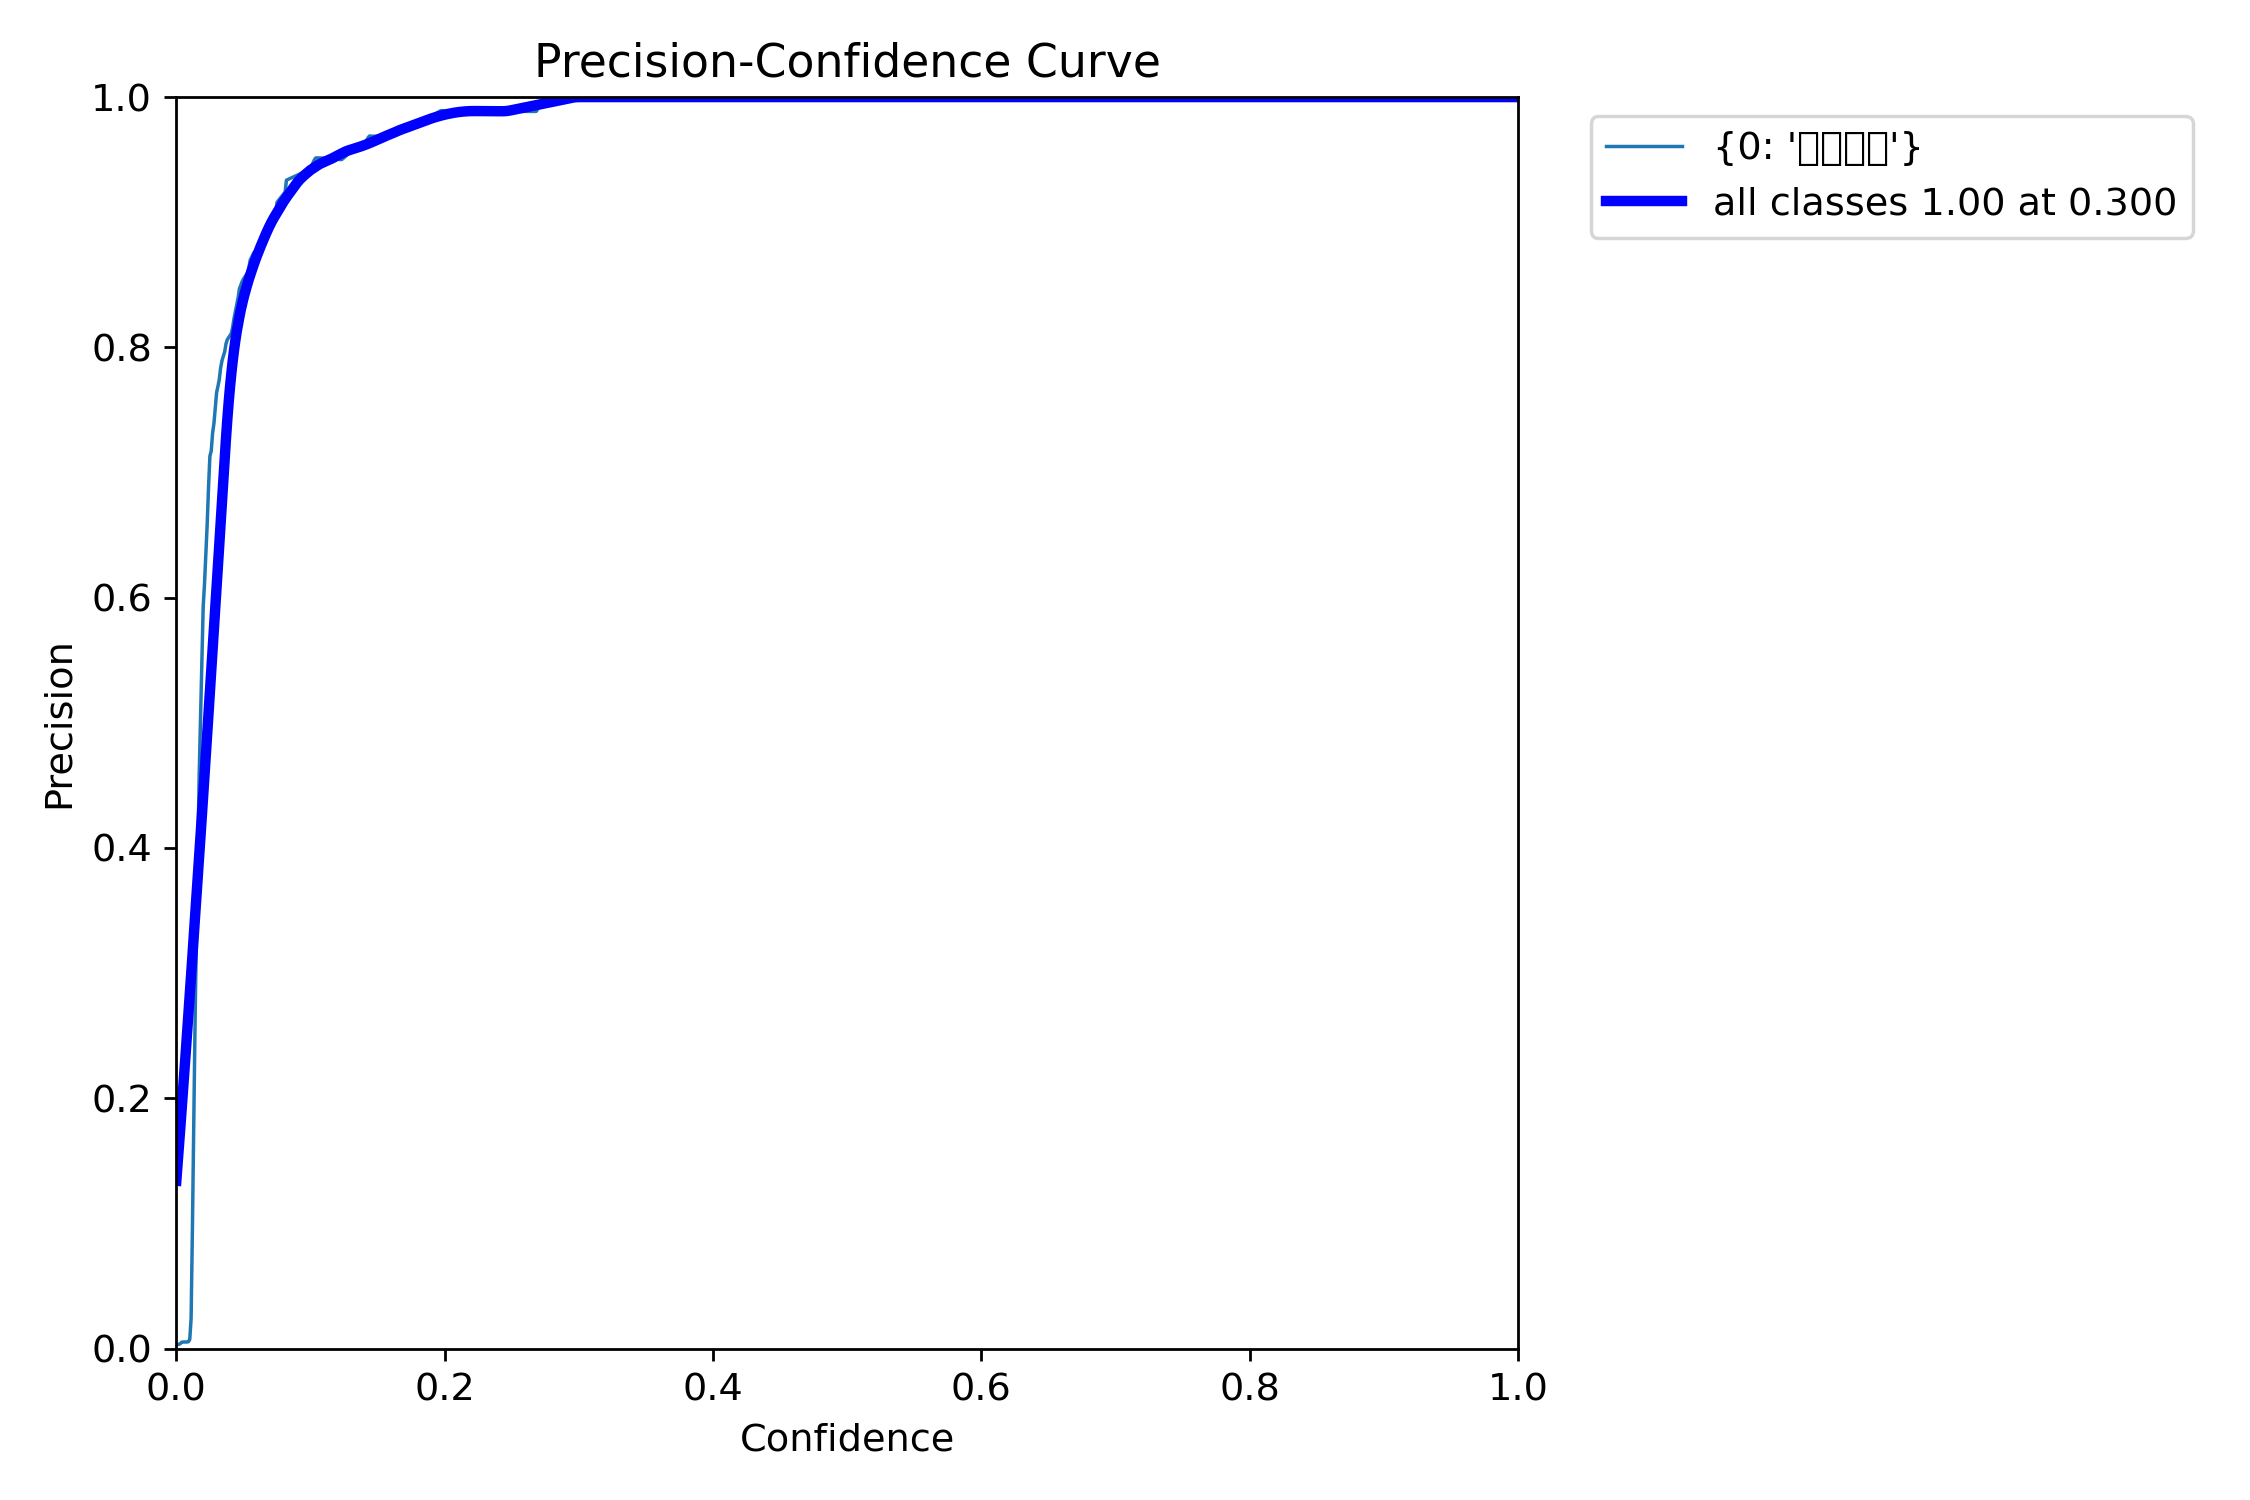 Precision-Confidence Curve
1.0
0.8
0.6
0.4
0.2
0.0
Precision
0.0 0.2 0.4 0.6 0.8 1.0
Confidence
{0: '□□□□'}
all classes 1.00 at 0.300